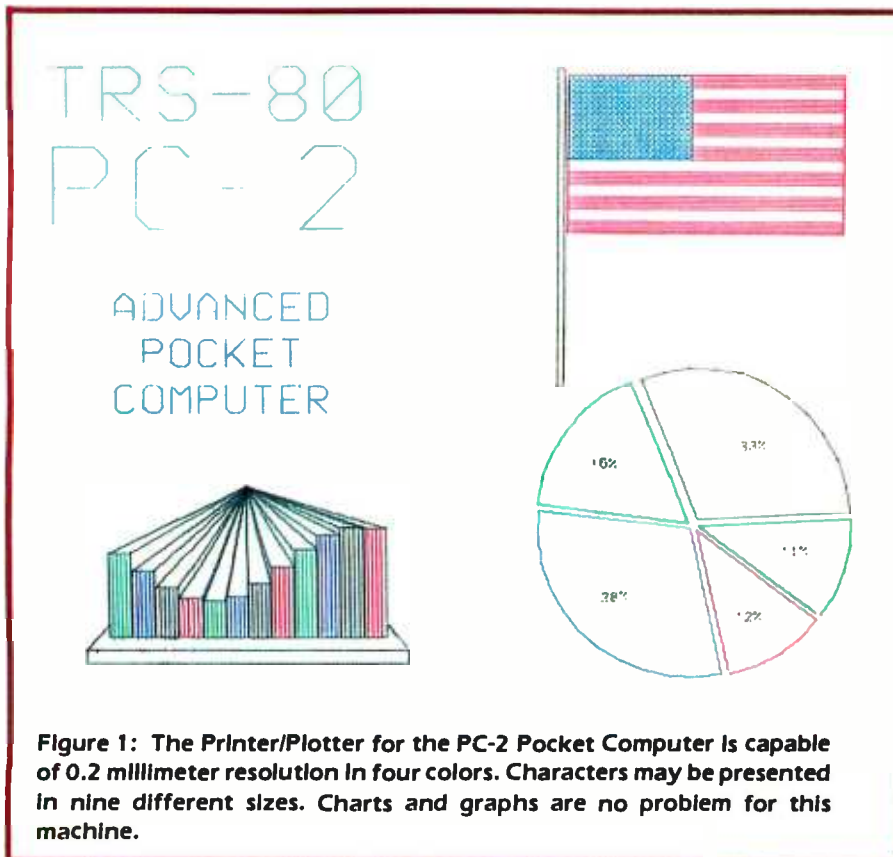 TRS-80
PC-2
ADVANCED
POCKET
COMPUTER
16%
33%
11%
28%
12%
Figure 1: The Printer/Plotter for the PC-2 Pocket Computer is capable
of 0.2 millimeter resolution in four colors. Characters may be presented
in nine different sizes. Charts and graphs are no problem for this
machine.